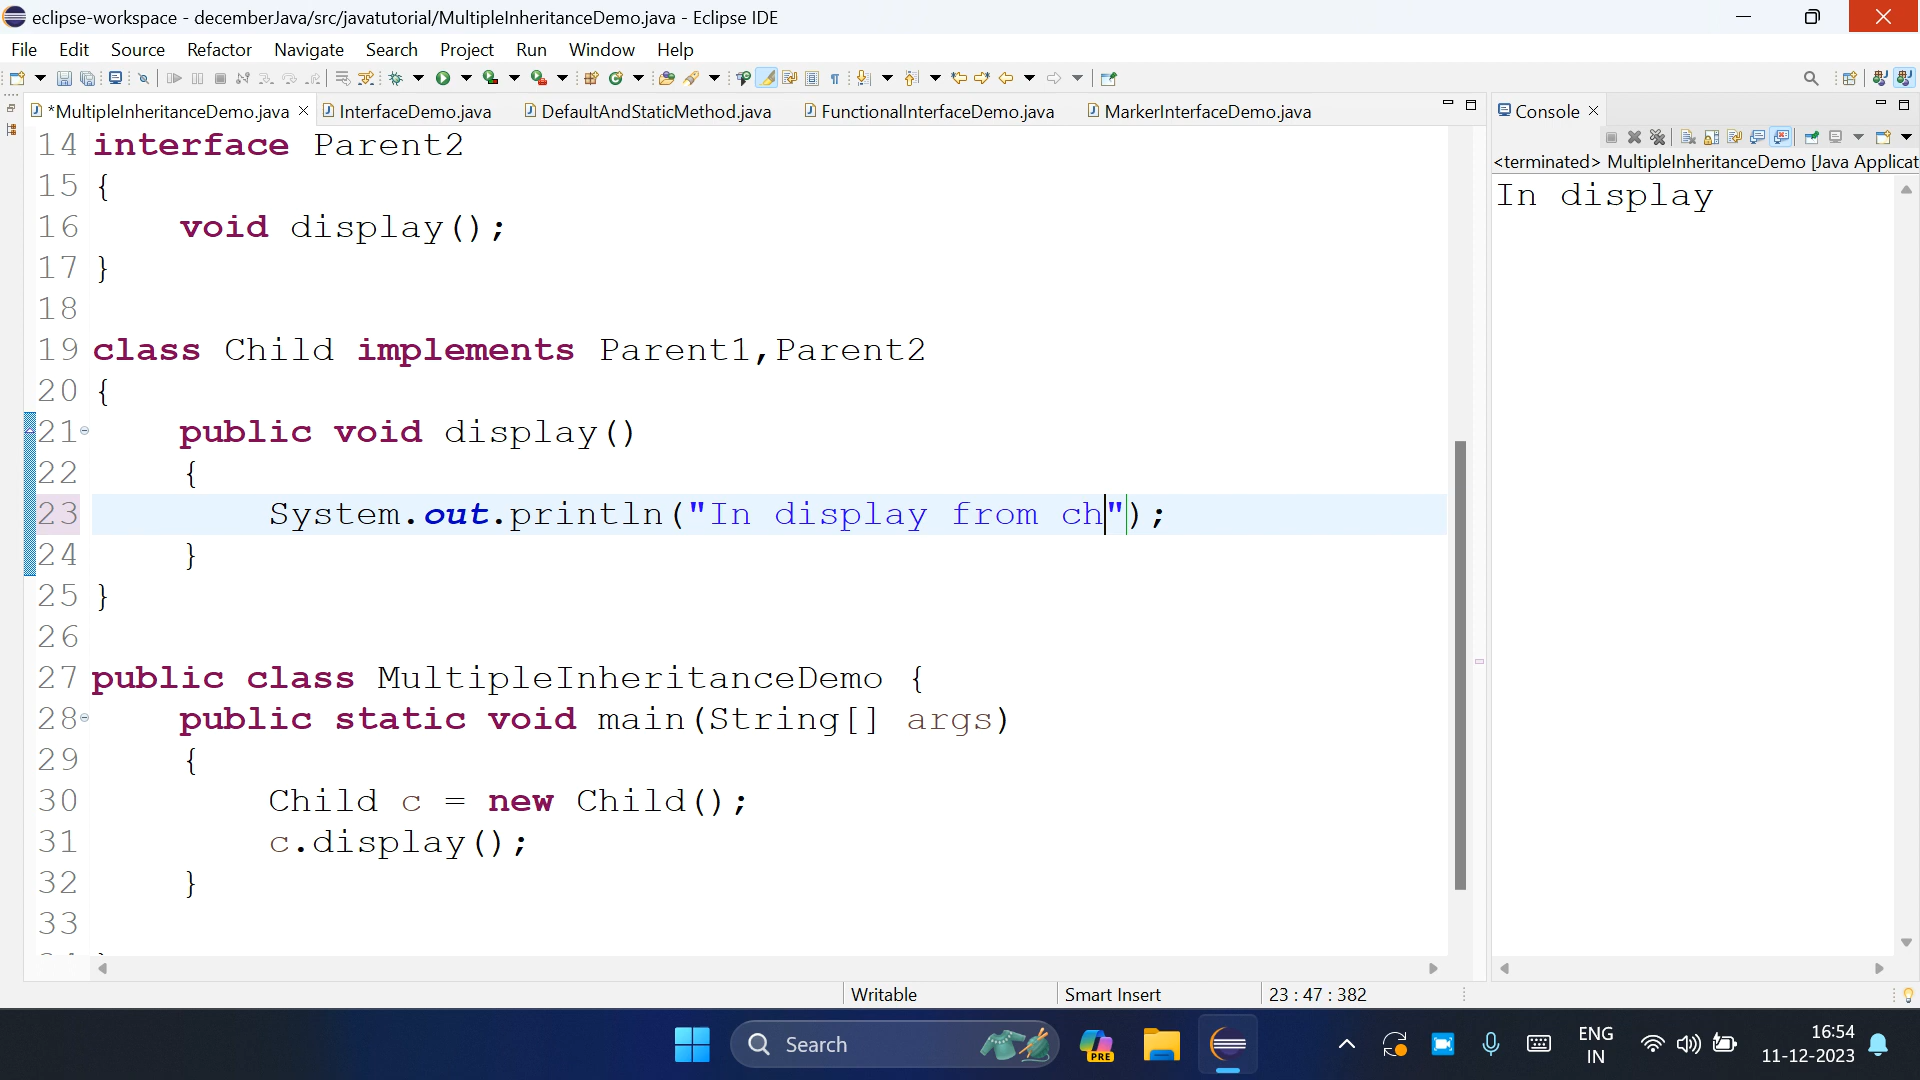 eclipse-workspace - decemberJava/src/javatutorial/MultipleInheritanceDemo.java - Eclipse IDE
File Edit Source Refactor Navigate Search Project Run Window Help
*MultipleInheritanceDemo.java InterfaceDemo.java DefaultAndStaticMethod.java FunctionalInterfaceDemo.java MarkerInterfaceDemo.java Console
<terminated> MultipleInheritanceDemo [Java Applicat
In display
14 interface Parent2
15 {
16 void display();
17 }
18
19 class Child implements Parent1,Parent2
20 {
21 public void display()
22 {
23 System.out.println("In display from ch");
24 }
25 }
26
27 public class MultipleInheritanceDemo {
28 public static void main(String[] args)
29 {
30 Child c = new Child();
31 c.display();
32 }
33
Writable Smart Insert 23 : 47 : 382
Search
PRE
ENG
IN
16:54
11-12-2023